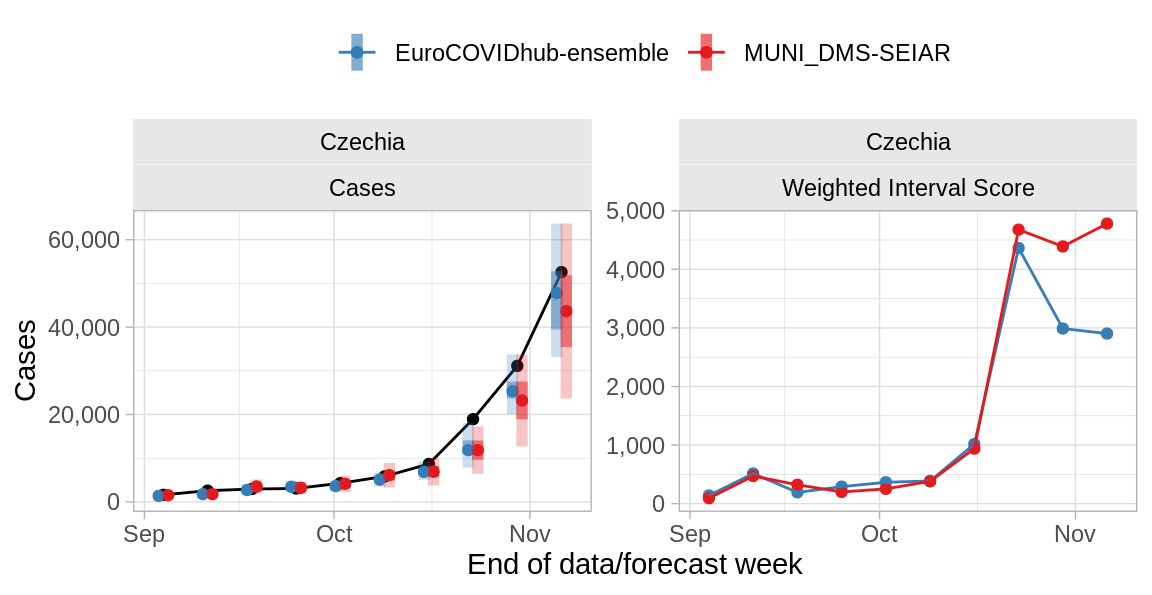 EuroCOVIDhub-ensemble MUNI_DMS-SEIAR
Czechia
Cases
60,000
40,000
20,000
0
Cases
Sep Oct Nov
Czechia
Weighted Interval Score
5,000
4,000
3,000
2,000
1,000
0
Sep Oct Nov
End of data/forecast week